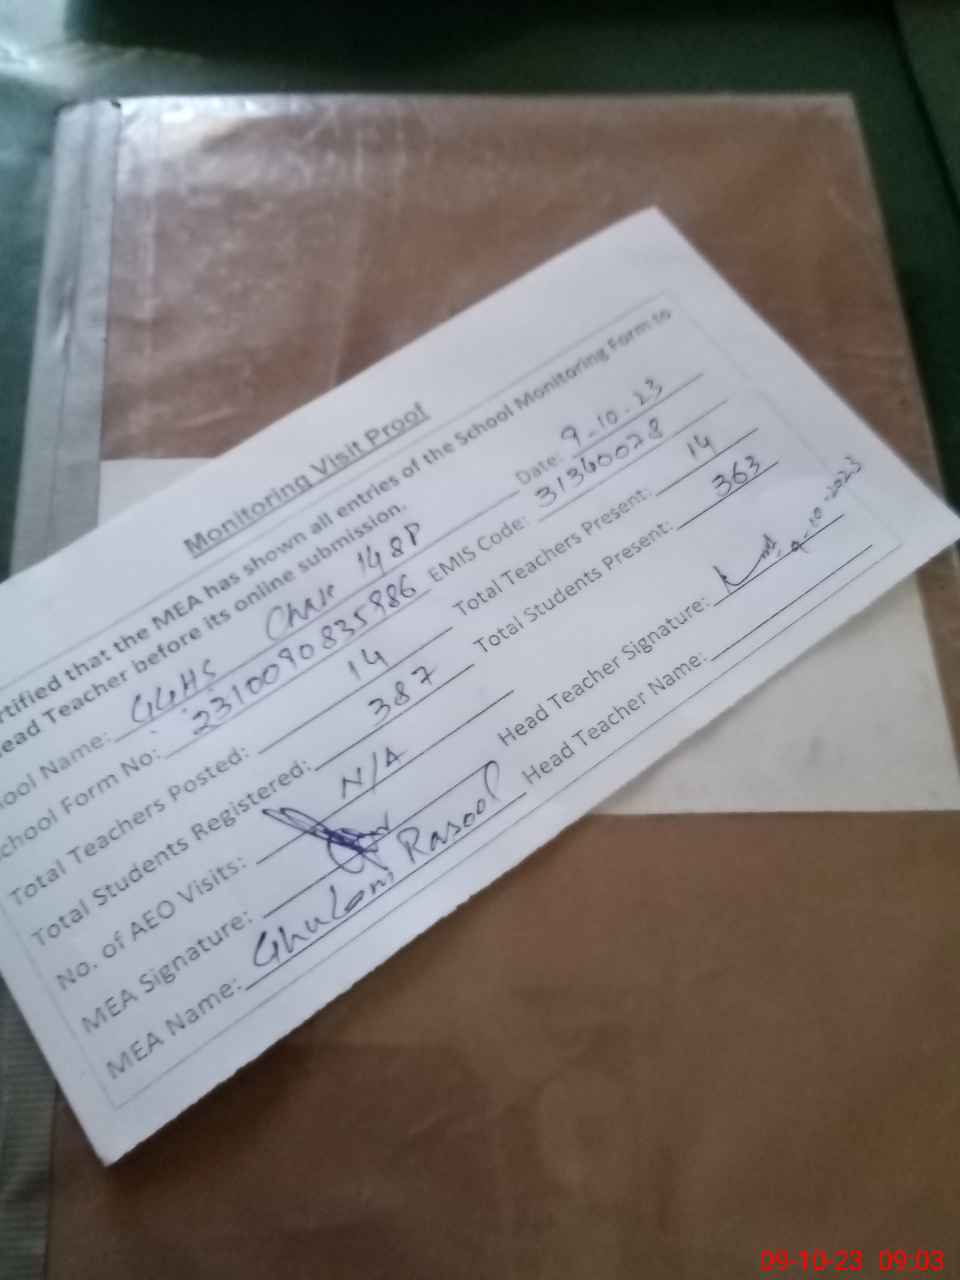 Monitoring Visit Proof
rtified that the MEA has shown all entries of the School Monitoring Form to
ead Teacher before its online submission.
ool Name: GGHS Chak 148P Date: 9-10-23
chool Form No: 2310090835986 EMIS Code: 31360028
Total Teachers Posted: 14 Total Teachers Present: 14
Total Students Registered: 387 Total Students Present: 363
No. of AEO Visits: N/A
MEA Signature: Head Teacher Signature: 9-10-2023
MEA Name: Ghulam Rasool Head Teacher Name:
09-10-23 09:03